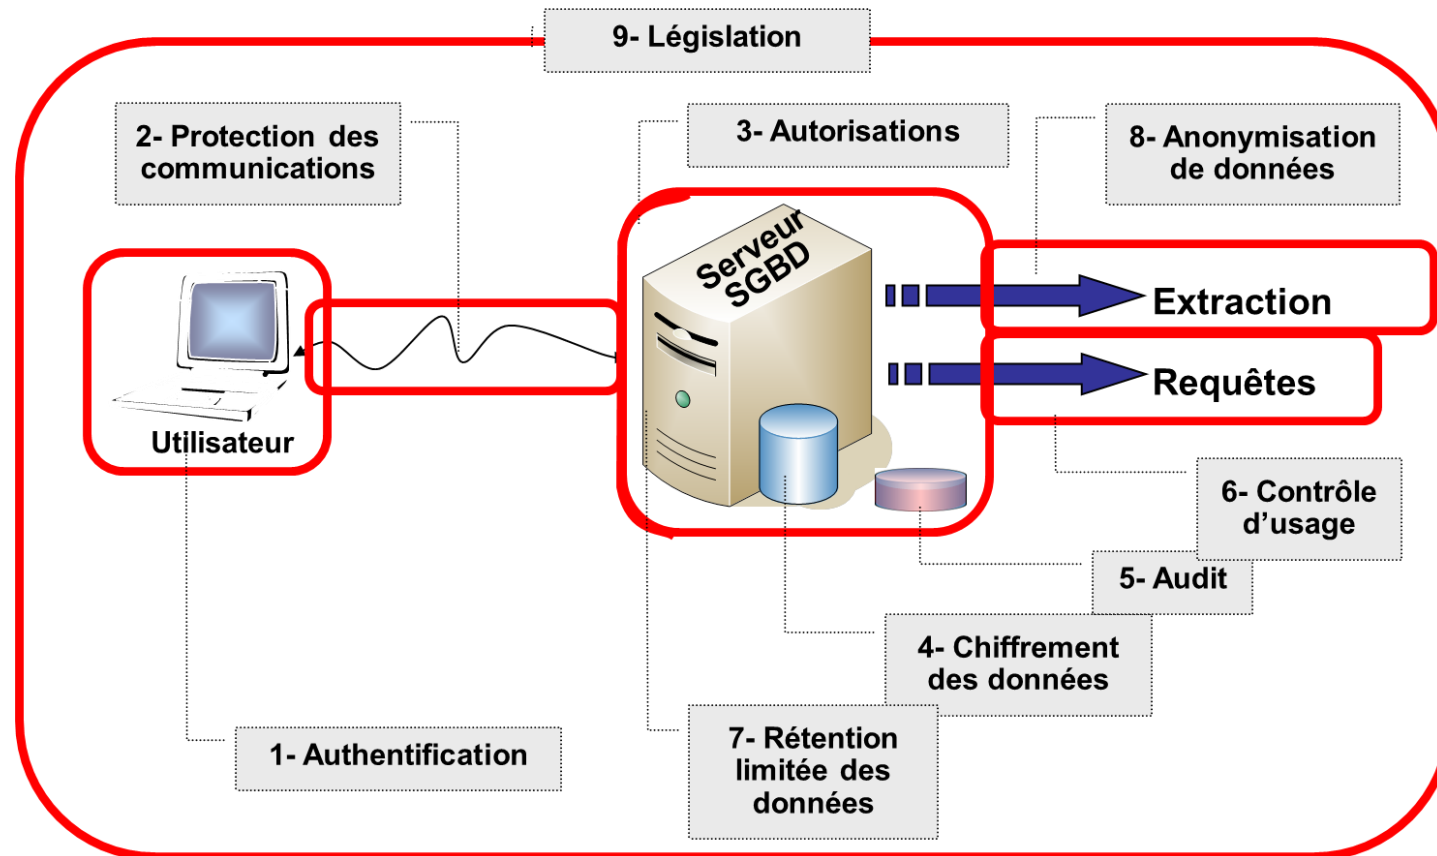 9- Législation
2- Protection des
communications
3- Autorisations
8- Anonymisation
de données
Serveur
SGBD
Extraction
Requêtes
Utilisateur
6- Contrôle
d’usage
5- Audit
4- Chiffrement
des données
1- Authentification
7- Rétention
limitée des
données